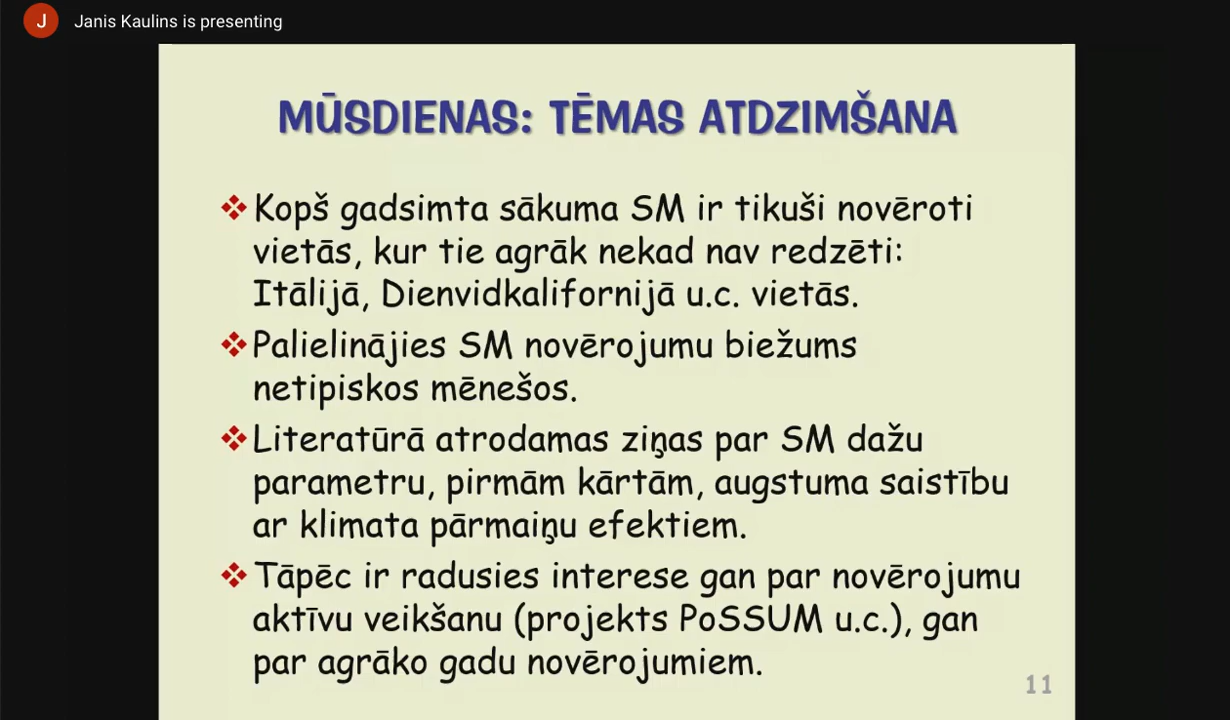 J
Janis Kaulins is presenting
MŪSDIENAS: TĒMAS ATDZIMŠANA
❖Kopš gadsimta sākuma SM ir tikuši novēroti
vietās, kur tie agrāk nekad nav redzēti:
Itālijā, Dienvidkalifornijā u.c. vietās.
❖Palielinājies SM novērojumu biežums
netipiskos mēnešos.
❖Literatūrā atrodamas ziņas par SM dažu
parametru, pirmām kārtām, augstuma saistību
ar klimata pārmaiņu efektiem.
❖Tāpēc ir radusies interese gan par novērojumu
aktīvu veikšanu (projekts PoSSUM u.c.), gan
par agrāko gadu novērojumiem.
11